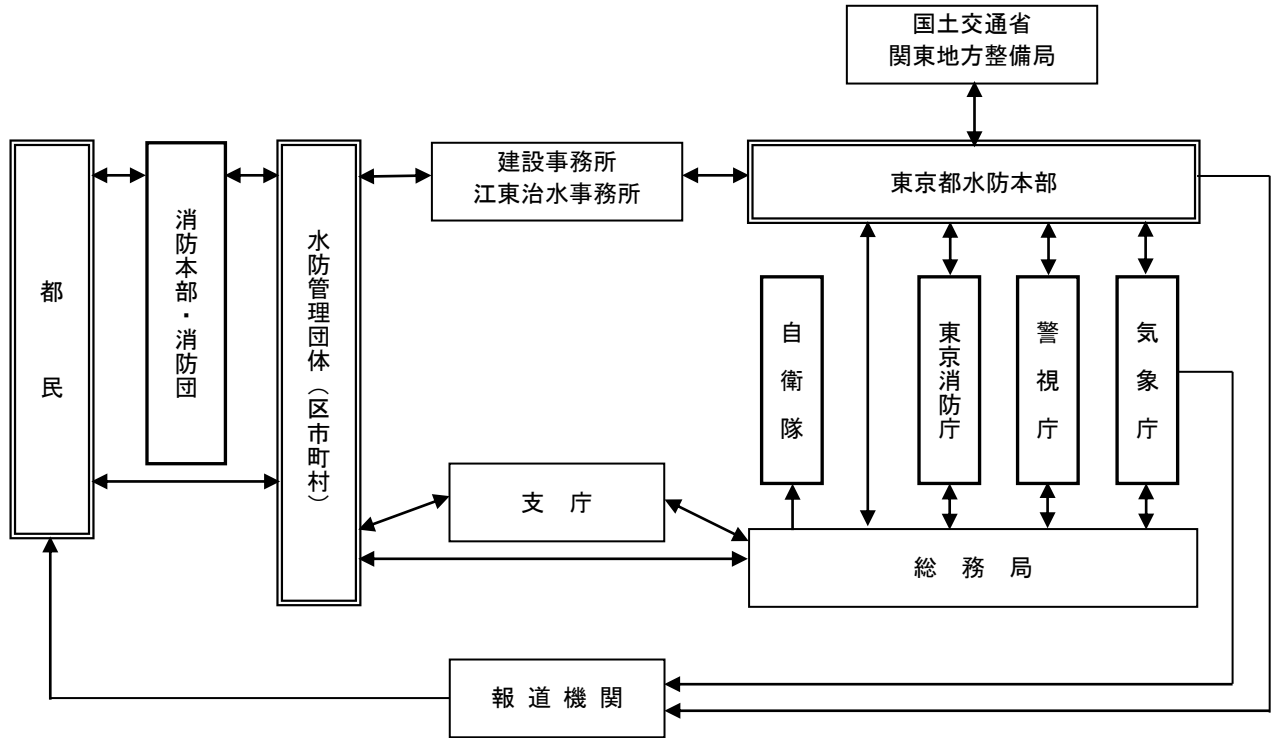 国土交通省
関東地方整備局
都民
消防本部・消防団
水防管理団体（区市町村）
建設事務所
江東治水事務所
東京都水防本部
自衛隊
東京消防庁
警視庁
気象庁
支庁
総務局
報道機関